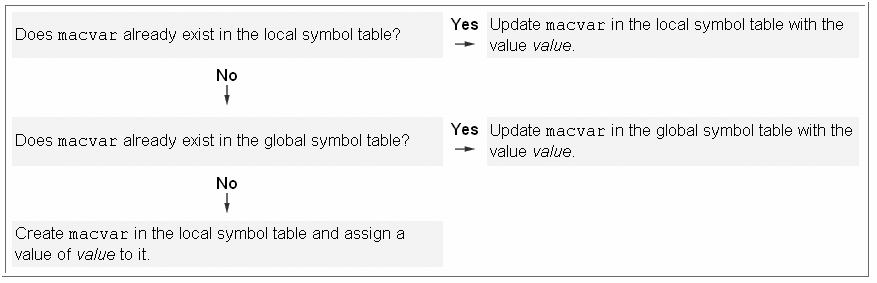 Does macvar already exist in the local symbol table?
Yes
Update macvar in the local symbol table with the
value value.
No
Does macvar already exist in the global symbol table?
Yes
Update macvar in the global symbol table with the
value value.
No
Create macvar in the local symbol table and assign a
value of value to it.